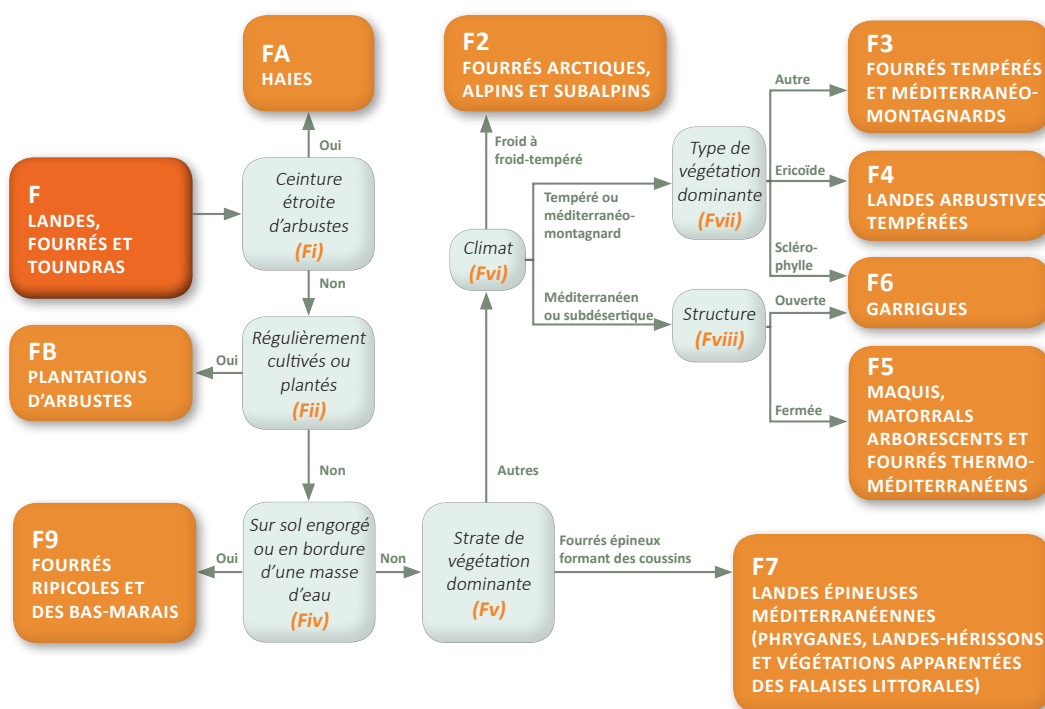 FA
HAIES
F2
FOURRÉS ARCTIQUES,
ALPINS ET SUBALPINS
F3
FOURRÉS TEMPÉRÉS
ET MÉDITERRANÉO-
MONTAGNARDS
Autre
Oui
Froid à
froid-tempéré
Type de
végétation
dominante
(Fvii)
F
LANDES,
FOURRÉS ET
TOUNDRAS
Ceinture
étroite
d'arbustes
(Fi)
Ericoïde
F4
LANDES ARBUSTIVES
TEMPÉRÉES
Tempéré ou
méditerranéo-
montagnard
Climat
(Fvi)
Scléro-
phylle
Non
F6
GARRIGUES
Méditerranéen
ou subdésertique
Structure
(Fviii)
Ouverte
FB
PLANTATIONS
D'ARBUSTES
Oui
Régulièrement
cultivés ou
plantés
(Fii)
F5
MAQUIS,
MATORRALS
ARBORESCENTS ET
FOURRÉS THERMO-
MÉDITERRANÉENS
Fermée
Non
Autres
F9
FOURRÉS
RIPICOLES ET
DES BAS-MARAIS
Oui
Sur sol engorgé
ou en bordure
d'une masse
d'eau
(Fiv)
Non
Strate de
végétation
dominante
(Fv)
Fourrés épineux
formant des coussins
F7
LANDES ÉPINEUSES
MÉDITERRANÉENNES
(PHRYGANES, LANDES-HÉRISSONS
ET VÉGÉTATIONS APPARENTÉES
DES FALAISES LITTORALES)